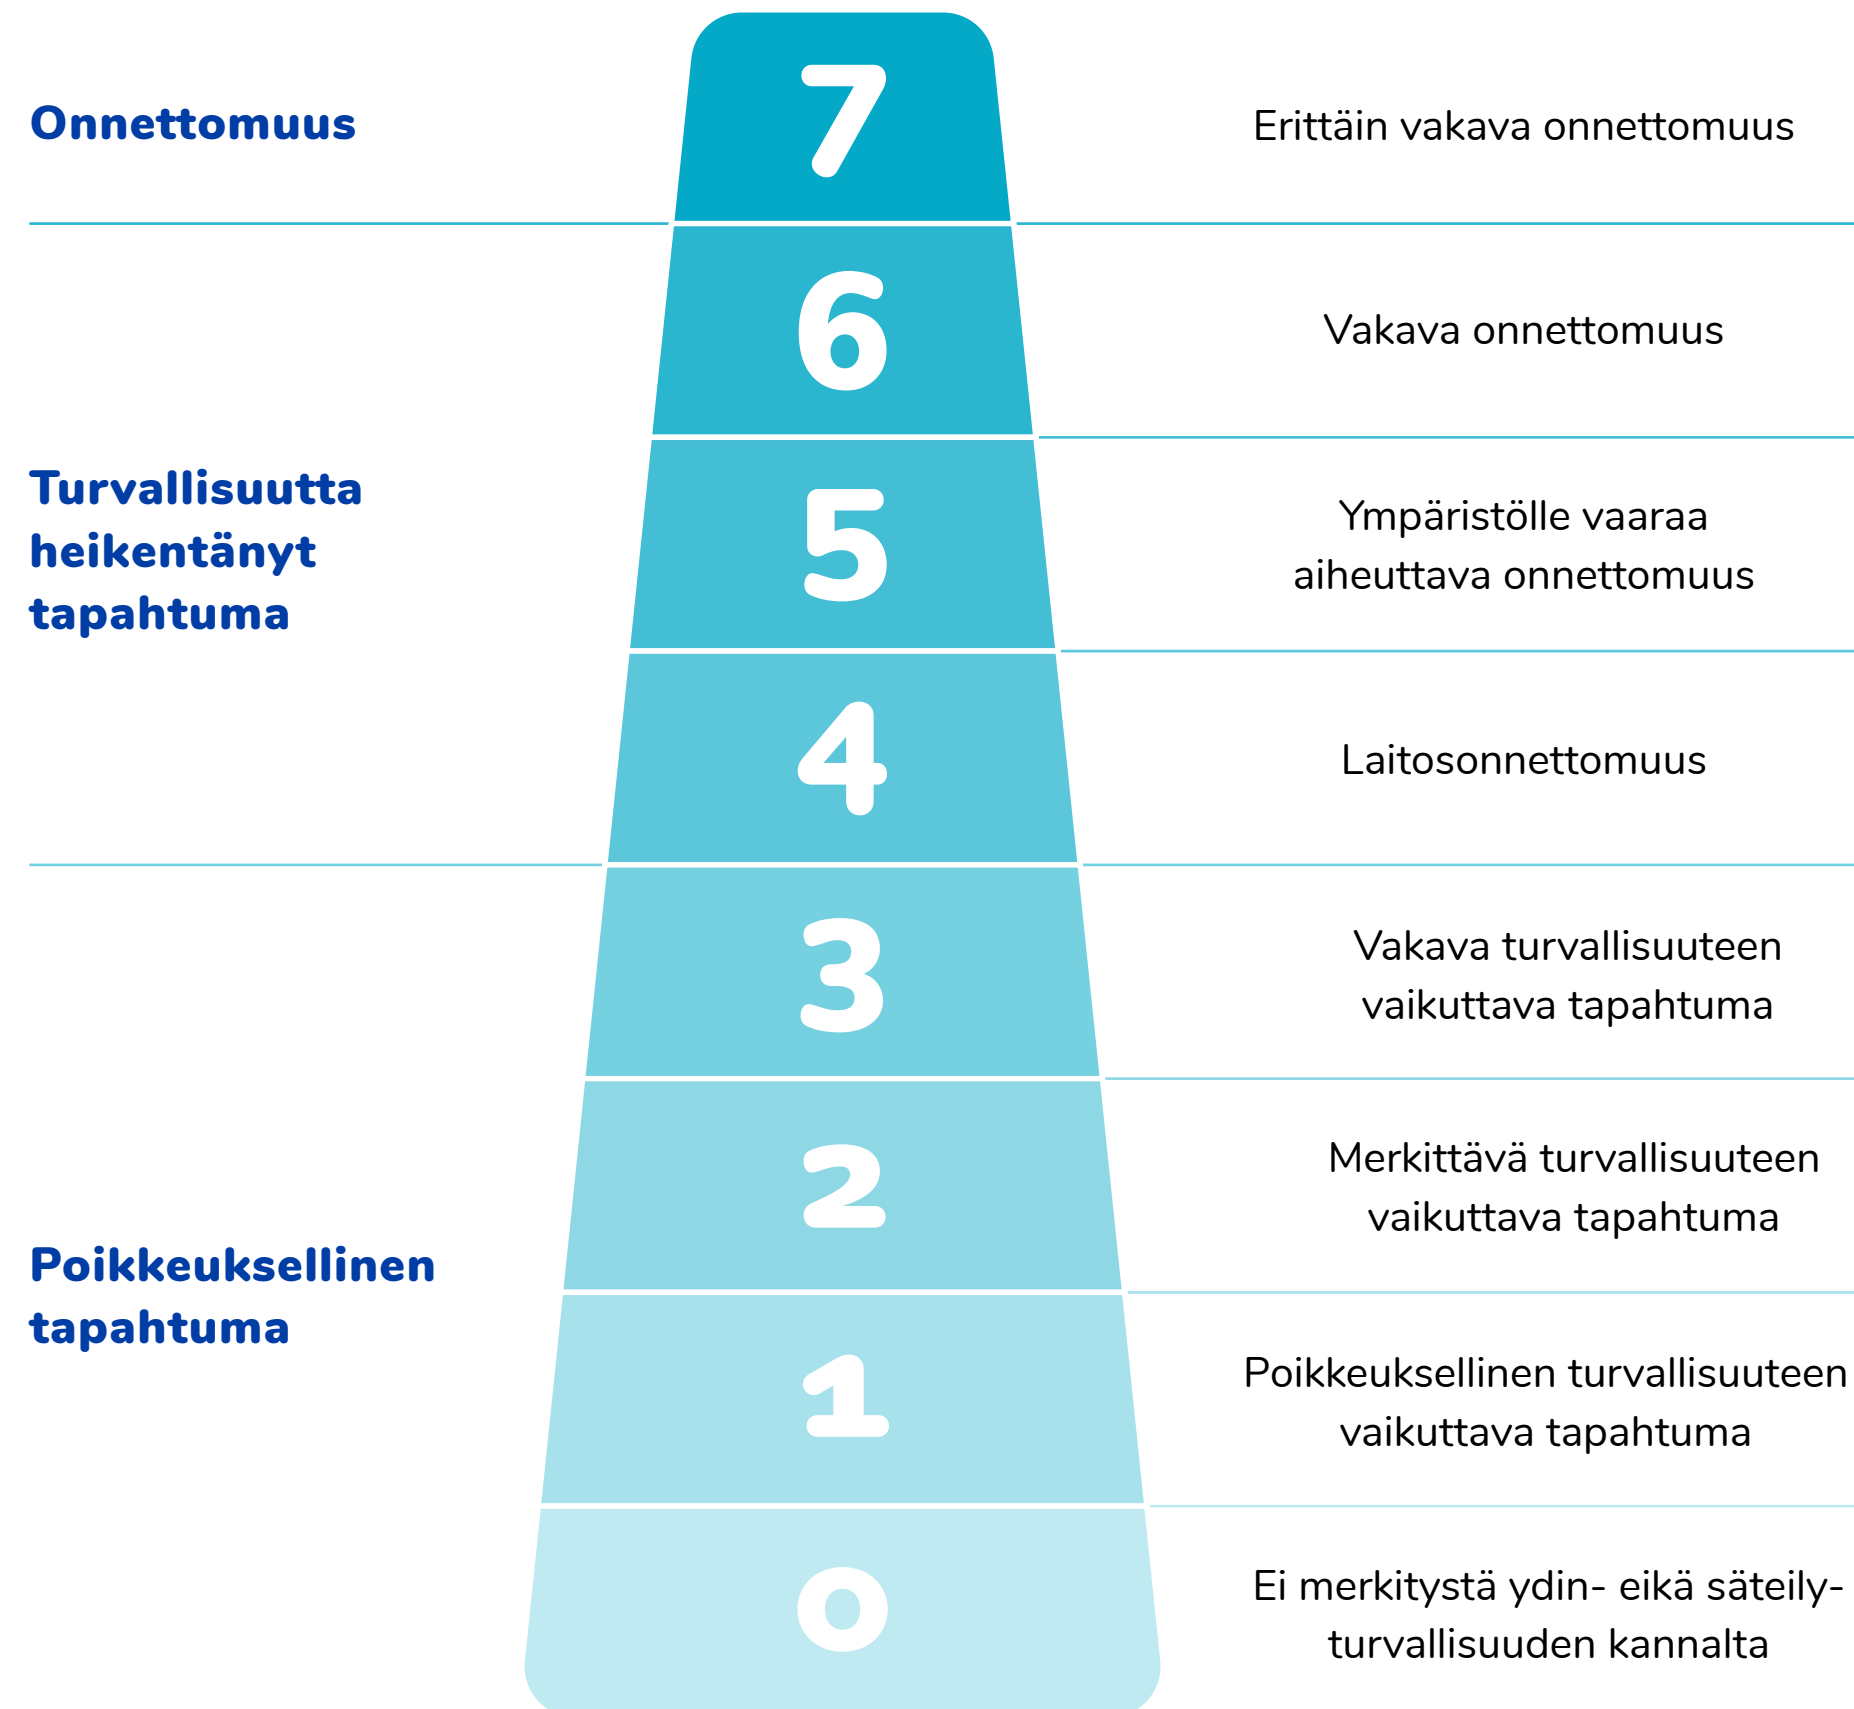 Onnettomuus
7
Erittäin vakava onnettomuus
6
Vakava onnettomuus
Turvallisuutta
heikentänyt
tapahtuma
5
Ympäristölle vaaraa
aiheuttava onnettomuus
4
Laitosonnettomuus
3
Vakava turvallisuuteen
vaikuttava tapahtuma
2
Merkittävä turvallisuuteen
vaikuttava tapahtuma
Poikkeuksellinen
tapahtuma
1
Poikkeuksellinen turvallisuuteen
vaikuttava tapahtuma
0
Ei merkitystä ydin- eikä säteily-
turvallisuuden kannalta